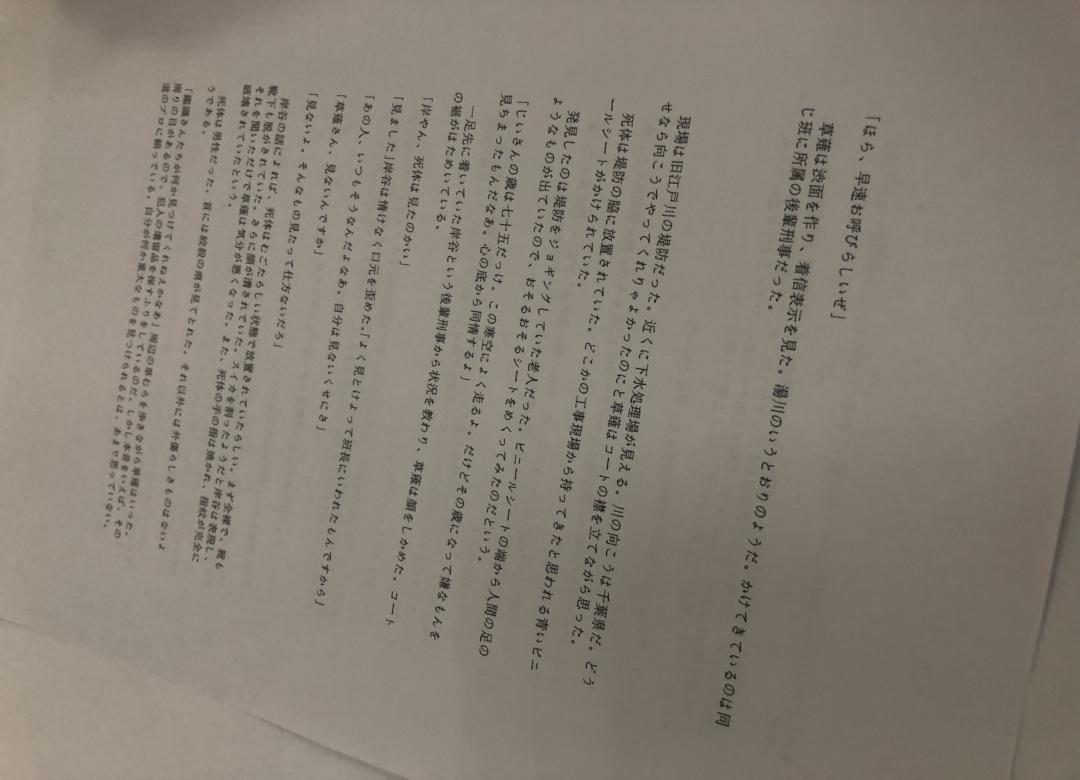 「ほら、早速お呼びらしいぜ」
草薙は渋面を作り、着信表示を見た。湯川のいうとおりのようだ。かけてきているのは同
じ班に所属の後輩刑事だった。
現場は旧江戸川の堤防だった。近くに下水処理場が見える。川の向こうは千葉県だ。どう
せなら向こうでやってくれりゃよかったのにと草薙はコートの襟を立てながら思った。
死体は堤防の脇に放置されていた。どこかの工事現場から持ってきたと思われる青いビニ
ールシートがかけられていた。
発見したのは堤防をジョギングしていた老人だった。ビニールシートの端から人間の足の
ようなものが出ていたので、おそるおそるシートをめくってみたのだという。
「じいさんの歳は七十五だっけ。この寒空によく走るよ。だけどその歳になって嫌なもんを
見ちまったもんだなあ。心の底から同情するよ」
一足先に着いていた岸谷という後輩刑事から状況を教わり、草薙は顔をしかめた。コート
の裾がはためいている。
「岸やん、死体は見たのかい」
「見ました」岸谷は情けなく口元を歪めた。「よく見とけよって班長にいわれたもんですから」
「あの人、いつもそうなんだよなあ。自分は見ないくせにさ」
「草薙さん、見ないんですか」
「見ないよ。そんなもの見たって仕方ないだろ」
岸谷の話によれば、死体はむごたらしい状態で放置されていたらしい。まず全裸で、靴も
靴下も脱がされていた。さらに顔が潰されていた。スイカを割ったようだと岸谷は表現し、
それを聞いただけで草薙は気分が悪くなった。また、死体の手の指は焼かれ、指紋が完全に
破壊されていたという。
死体は男性だった。首には絞殺の痕が見てとれた。それ以外には外傷らしきものはないよ
うである。
「鑑識さんたちが何か見つけてくれねえかなあ」周辺の草むらを歩きながら草薙はいった。
周りの目があるので、犯人の遺留品を探すふりをしているのだ。しかし本音をいえば、その
道のプロに頼っている。自分が何か重大なものを見つけられるとは、あまり思っていない。